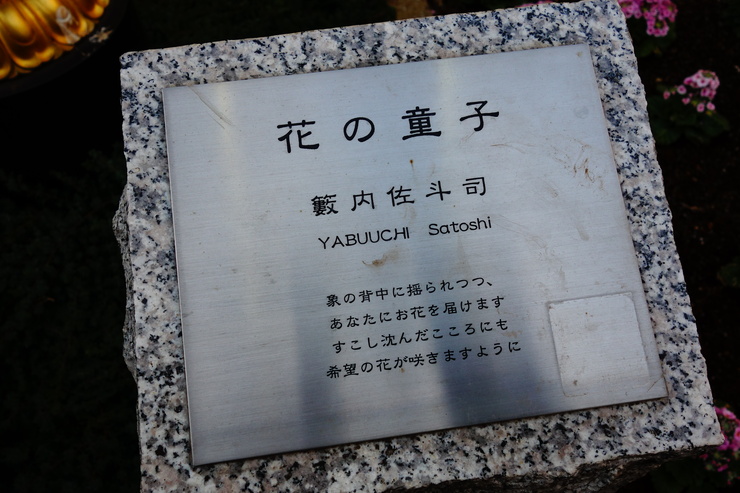 花の童子
籔内佐斗司
YABUUCHI Satoshi
象の背中に揺られつつ、
あなたにお花を届けます
すこし沈んだこころにも
希望の花が咲きますように